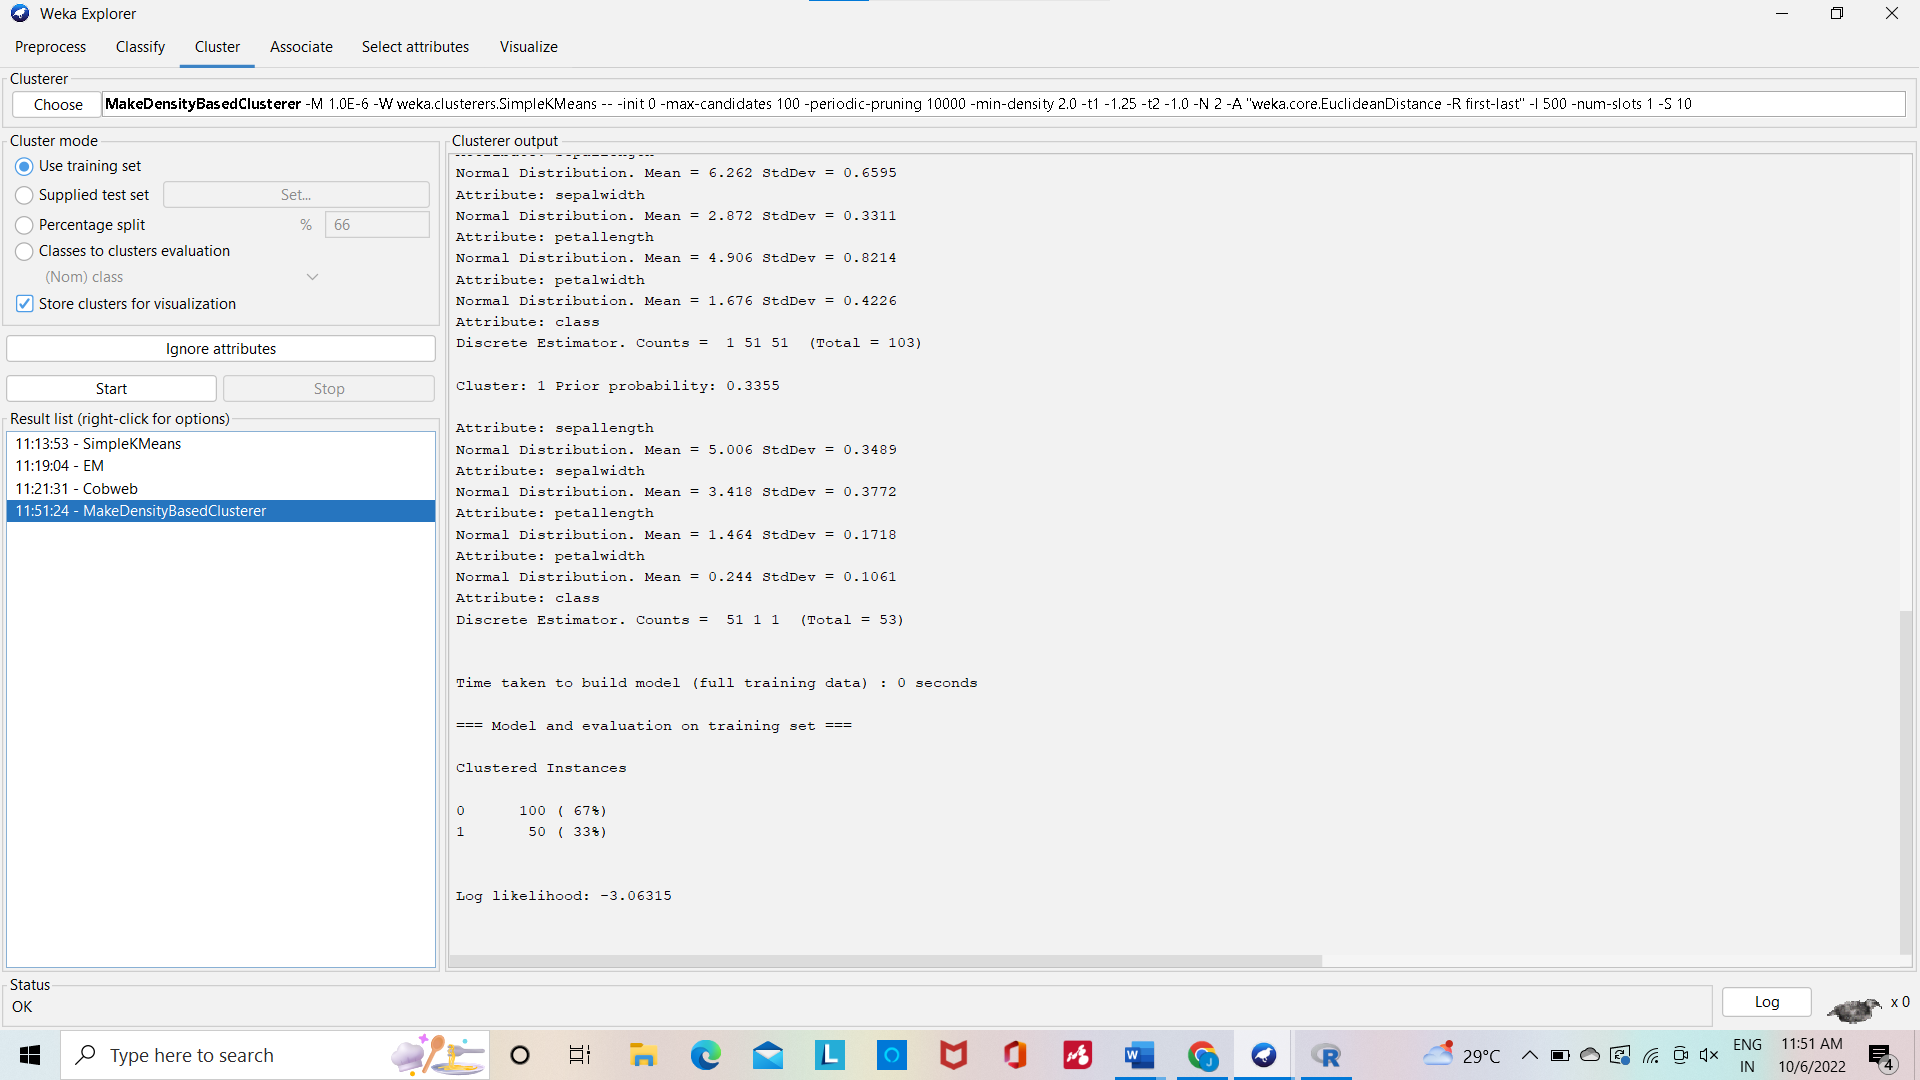 Weka Explorer
Preprocess Classify Cluster Associate Select attributes Visualize
Clusterer
Choose MakeDensityBasedClusterer -M 1.0E-6 -W weka.clusterers.SimpleKMeans -- -init 0 -max-candidates 100 -periodic-pruning 10000 -min-density 2.0 -t1 -1.25 -t2 -1.0 -N 2 -A "weka.core.EuclideanDistance -R first-last" -I 500 -num-slots 1 -S 10
Cluster mode
Use training set
Supplied test set Set...
Percentage split % 66
Classes to clusters evaluation
(Nom) class
Store clusters for visualization
Ignore attributes
Start Stop
Result list (right-click for options)
11:13:53 - SimpleKMeans
11:19:04 - EM
11:21:31 - Cobweb
11:51:24 - MakeDensityBasedClusterer
Clusterer output
Normal Distribution. Mean = 6.262 StdDev = 0.6595
Attribute: sepalwidth
Normal Distribution. Mean = 2.872 StdDev = 0.3311
Attribute: petallength
Normal Distribution. Mean = 4.906 StdDev = 0.8214
Attribute: petalwidth
Normal Distribution. Mean = 1.676 StdDev = 0.4226
Attribute: class
Discrete Estimator. Counts =  1 51 51  (Total = 103)
Cluster: 1 Prior probability: 0.3355
Attribute: sepallength
Normal Distribution. Mean = 5.006 StdDev = 0.3489
Attribute: sepalwidth
Normal Distribution. Mean = 3.418 StdDev = 0.3772
Attribute: petallength
Normal Distribution. Mean = 1.464 StdDev = 0.1718
Attribute: petalwidth
Normal Distribution. Mean = 0.244 StdDev = 0.1061
Attribute: class
Discrete Estimator. Counts =  51 1 1  (Total = 53)
Time taken to build model (full training data) : 0 seconds
=== Model and evaluation on training set ===
Clustered Instances
0 100 ( 67%)
1 50 ( 33%)
Log likelihood: -3.06315
Status
OK
Log x 0
Type here to search
29°C
ENG
IN
11:51 AM
10/6/2022
4